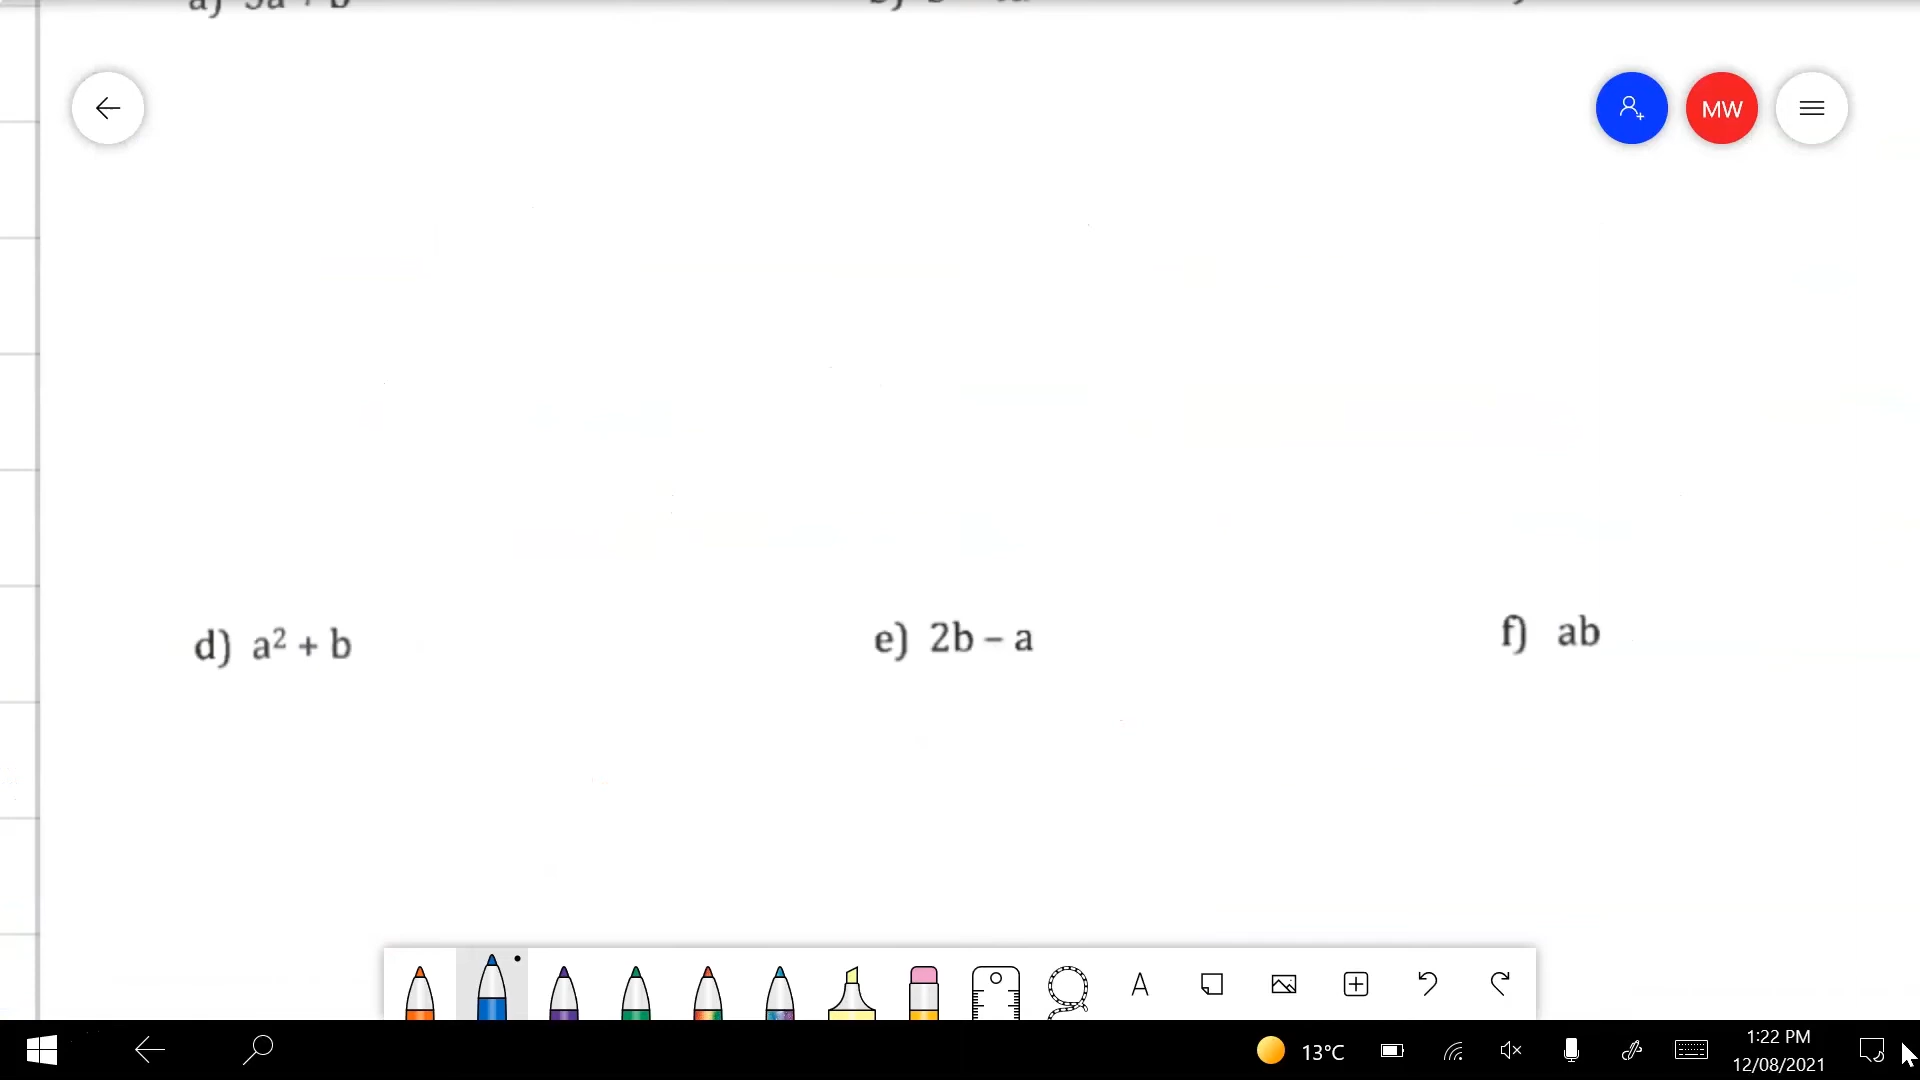 MW
d) a² + b
e) 2b – a
f) ab
A
13°C
1:22 PM
12/08/2021